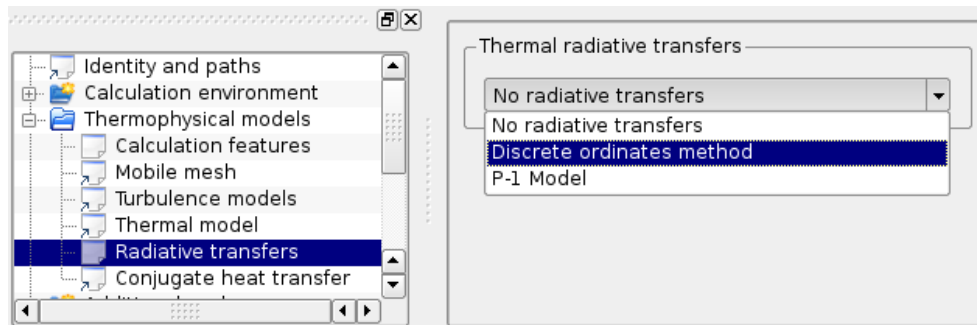 Identity and paths
Calculation environment
Thermophysical models
Calculation features
Mobile mesh
Turbulence models
Thermal model
Radiative transfers
Conjugate heat transfer
Thermal radiative transfers
No radiative transfers
No radiative transfers
Discrete ordinates method
P-1 Model